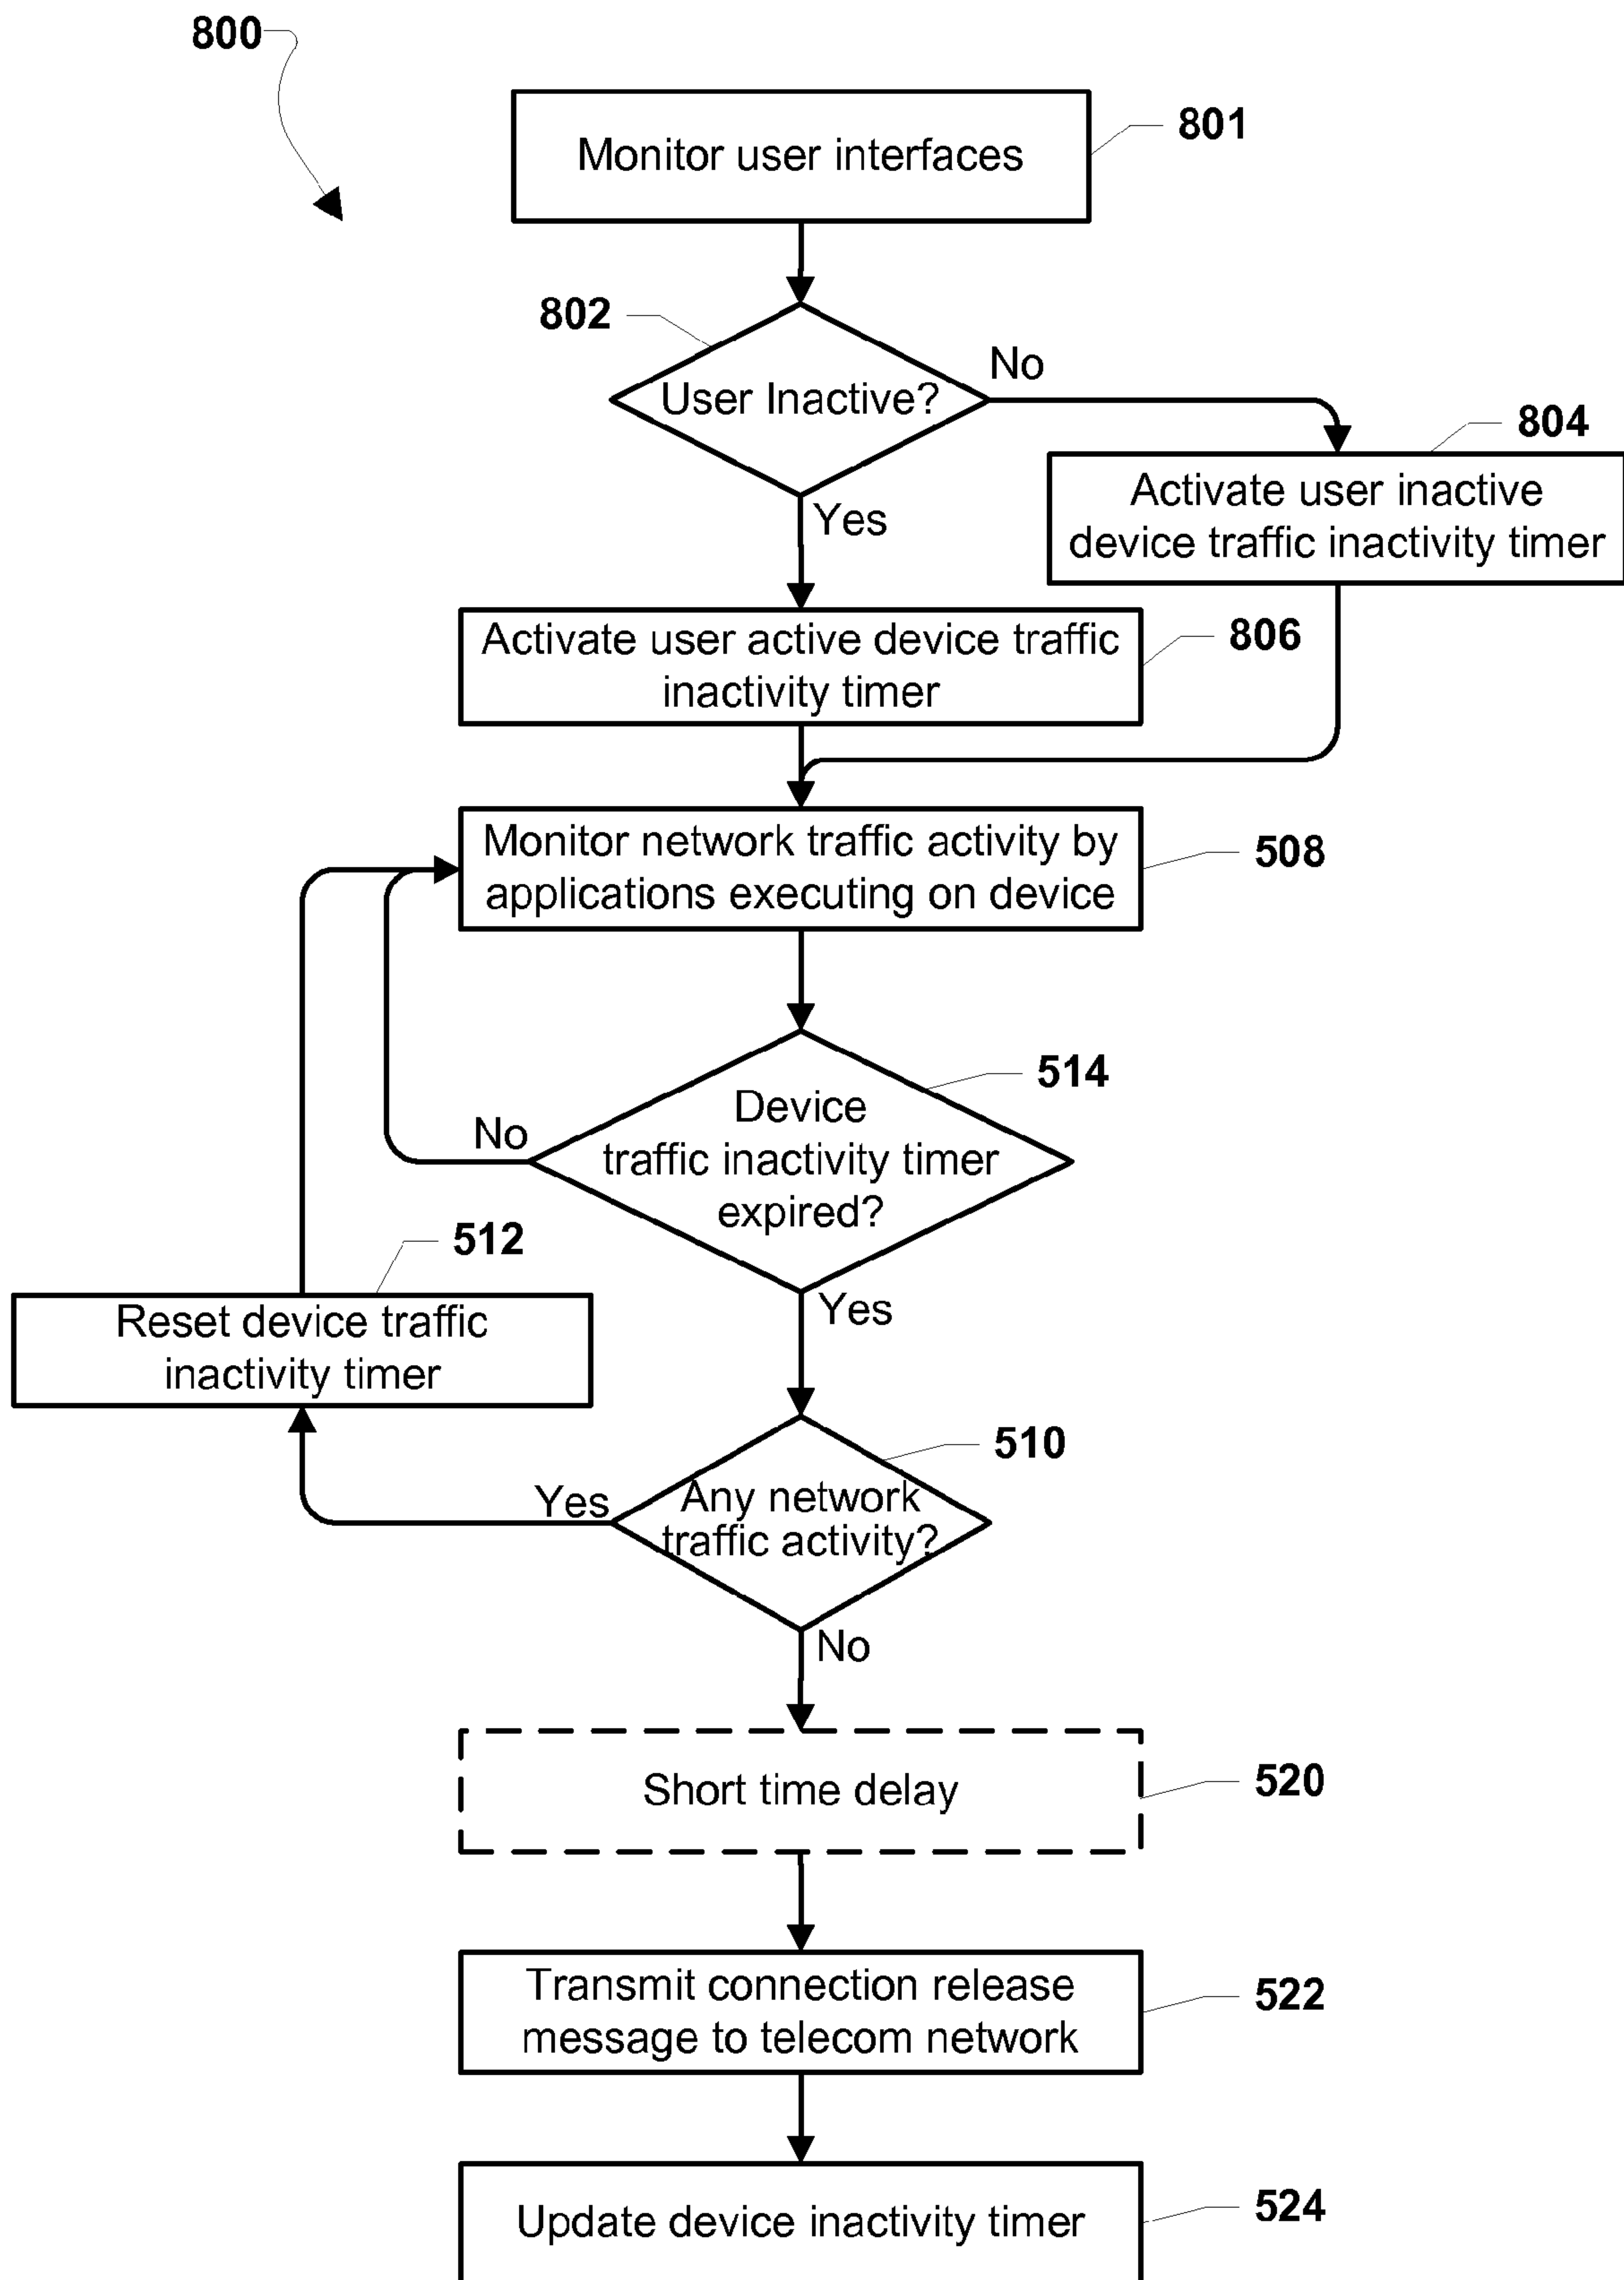 800
Monitor user interfaces
801
802
User Inactive?
No
804
Activate user inactive
device traffic inactivity timer
Yes
Activate user active device traffic
inactivity timer
806
Monitor network traffic activity by
applications executing on device
508
514
Device
traffic inactivity timer
expired?
No
512
Reset device traffic
inactivity timer
Yes
510
Any network
traffic activity?
Yes
No
Short time delay
520
Transmit connection release
message to telecom network
522
Update device inactivity timer
524